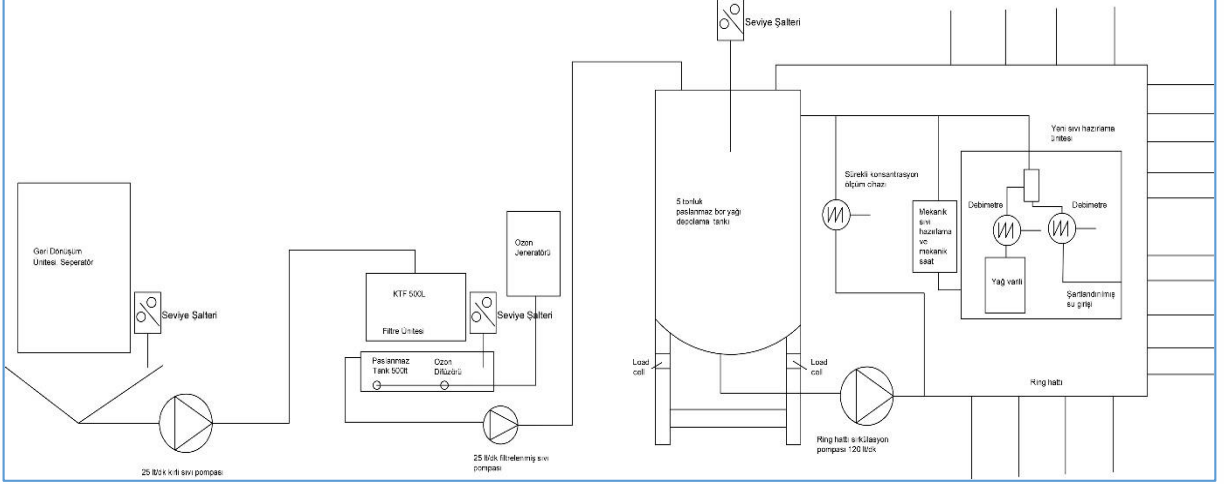 Seviye Şalteri
Geri Dönüşüm
Ünitesi, Seperatör
Seviye Şalteri
25 lt/dk kirli sıvı pompası
KTF 500L
Filtre Ünitesi
Seviye Şalteri
Ozon
Jeneratörü
Paslanmaz
Tank 500lt
Ozon
Difüzörü
25 lt/dk filtrelenmiş sıvı
pompası
5 tonluk
paslanmaz bor yağı
depolama tankı
Load
cell
Load
cell
Ring hattı sirkülasyon
pompası 120 lt/dk
Sürekli konsantrasyon
ölçüm cihazı
Mekanik
sıvı
hazırlama
ve
mekanik
saat
Yeni sıvı hazırlama
ünitesi
Debimetre
Debimetre
Yağ varili
Şartlandırılmış
su girişi
Ring hattı